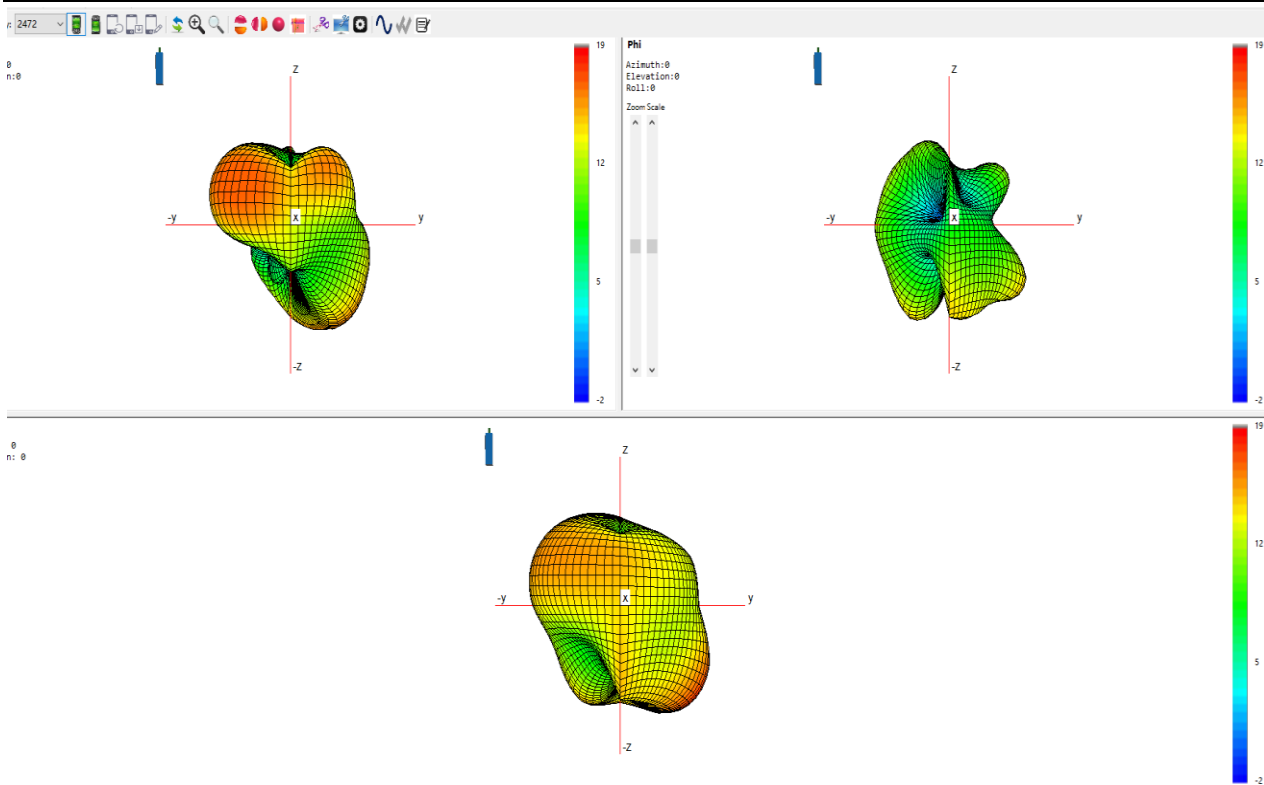 y: 2472
0
n:0
19
12
5
-2
Z
-y
X
y
-Z
Phi
Azimuth:0
Elevation:0
Roll:0
Zoom Scale
19
12
5
-2
Z
-y
X
y
-Z
0
n: 0
19
12
5
-2
Z
-y
X
y
-Z